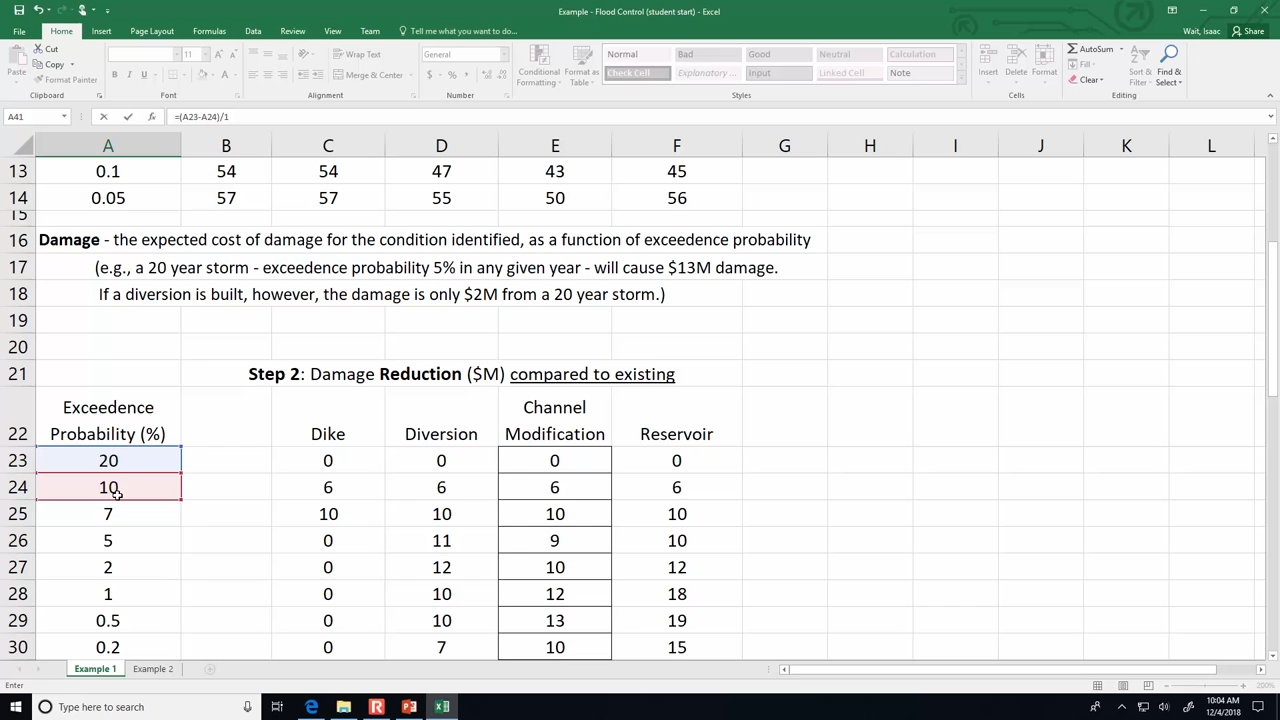 Example - Flood Control (student start) - Excel
Wait, Isaac
Share
File Home Insert Page Layout Formulas Data Review View Team Tell me what you want to do...
Paste
Cut
Copy
Format Painter
Clipboard
11
B I U
Font
Wrap Text
Merge & Center
Alignment
General
$ % ,
Number
Conditional Formatting
Format as Table
Normal Bad Good Neutral Calculation
Check Cell Explanatory ... Input Linked Cell Note
Styles
Insert Delete Format
Cells
AutoSum
Fill
Clear
Sort & Filter
Find & Select
Editing
A41 =(A23-A24)/1
A B C D E F G H I J K L
13 0.1 54 54 47 43 45
14 0.05 57 57 55 50 56
15
16 Damage - the expected cost of damage for the condition identified, as a function of exceedence probability
17 (e.g., a 20 year storm - exceedence probability 5% in any given year - will cause $13M damage.
18 If a diversion is built, however, the damage is only $2M from a 20 year storm.)
19
20
21 Step 2: Damage Reduction ($M) compared to existing
Exceedence Channel
22 Probability (%) Dike Diversion Modification Reservoir
23 20 0 0 0 0
24 10 6 6 6 6
25 7 10 10 10 10
26 5 0 11 9 10
27 2 0 12 10 12
28 1 0 10 12 18
29 0.5 0 10 13 19
30 0.2 0 7 10 15
Example 1 Example 2
Enter
200%
Type here to search
10:04 AM
12/4/2018